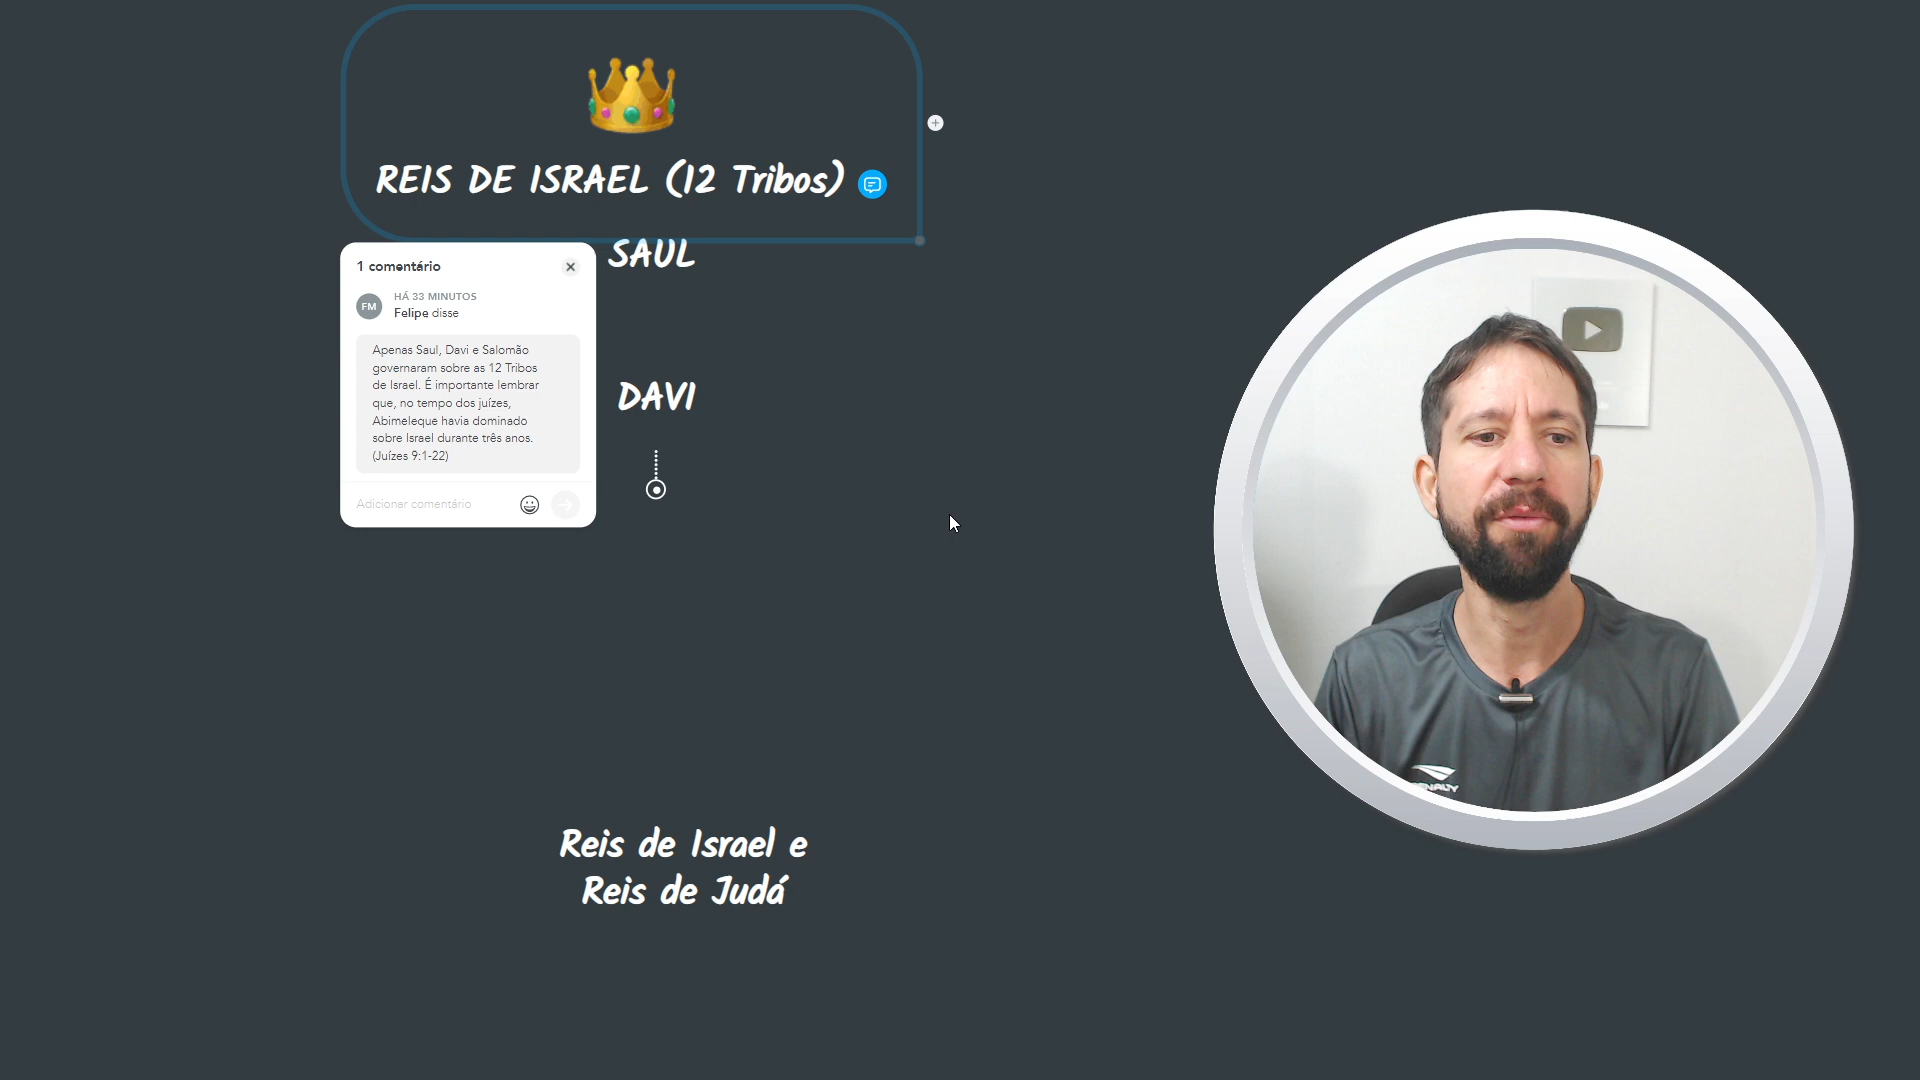 REIS DE ISRAEL (12 Tribos)
SAUL
1 comentário
FM
HÁ 33 MINUTOS
Felipe disse
Apenas Saul, Davi e Salomão
governaram sobre as 12 Tribos
de Israel. É importante lembrar
que, no tempo dos juízes,
Abimeleque havia dominado
sobre Israel durante três anos.
(Juízes 9:1-22)
Adicionar comentário
DAVI
Reis de Israel e
Reis de Judá